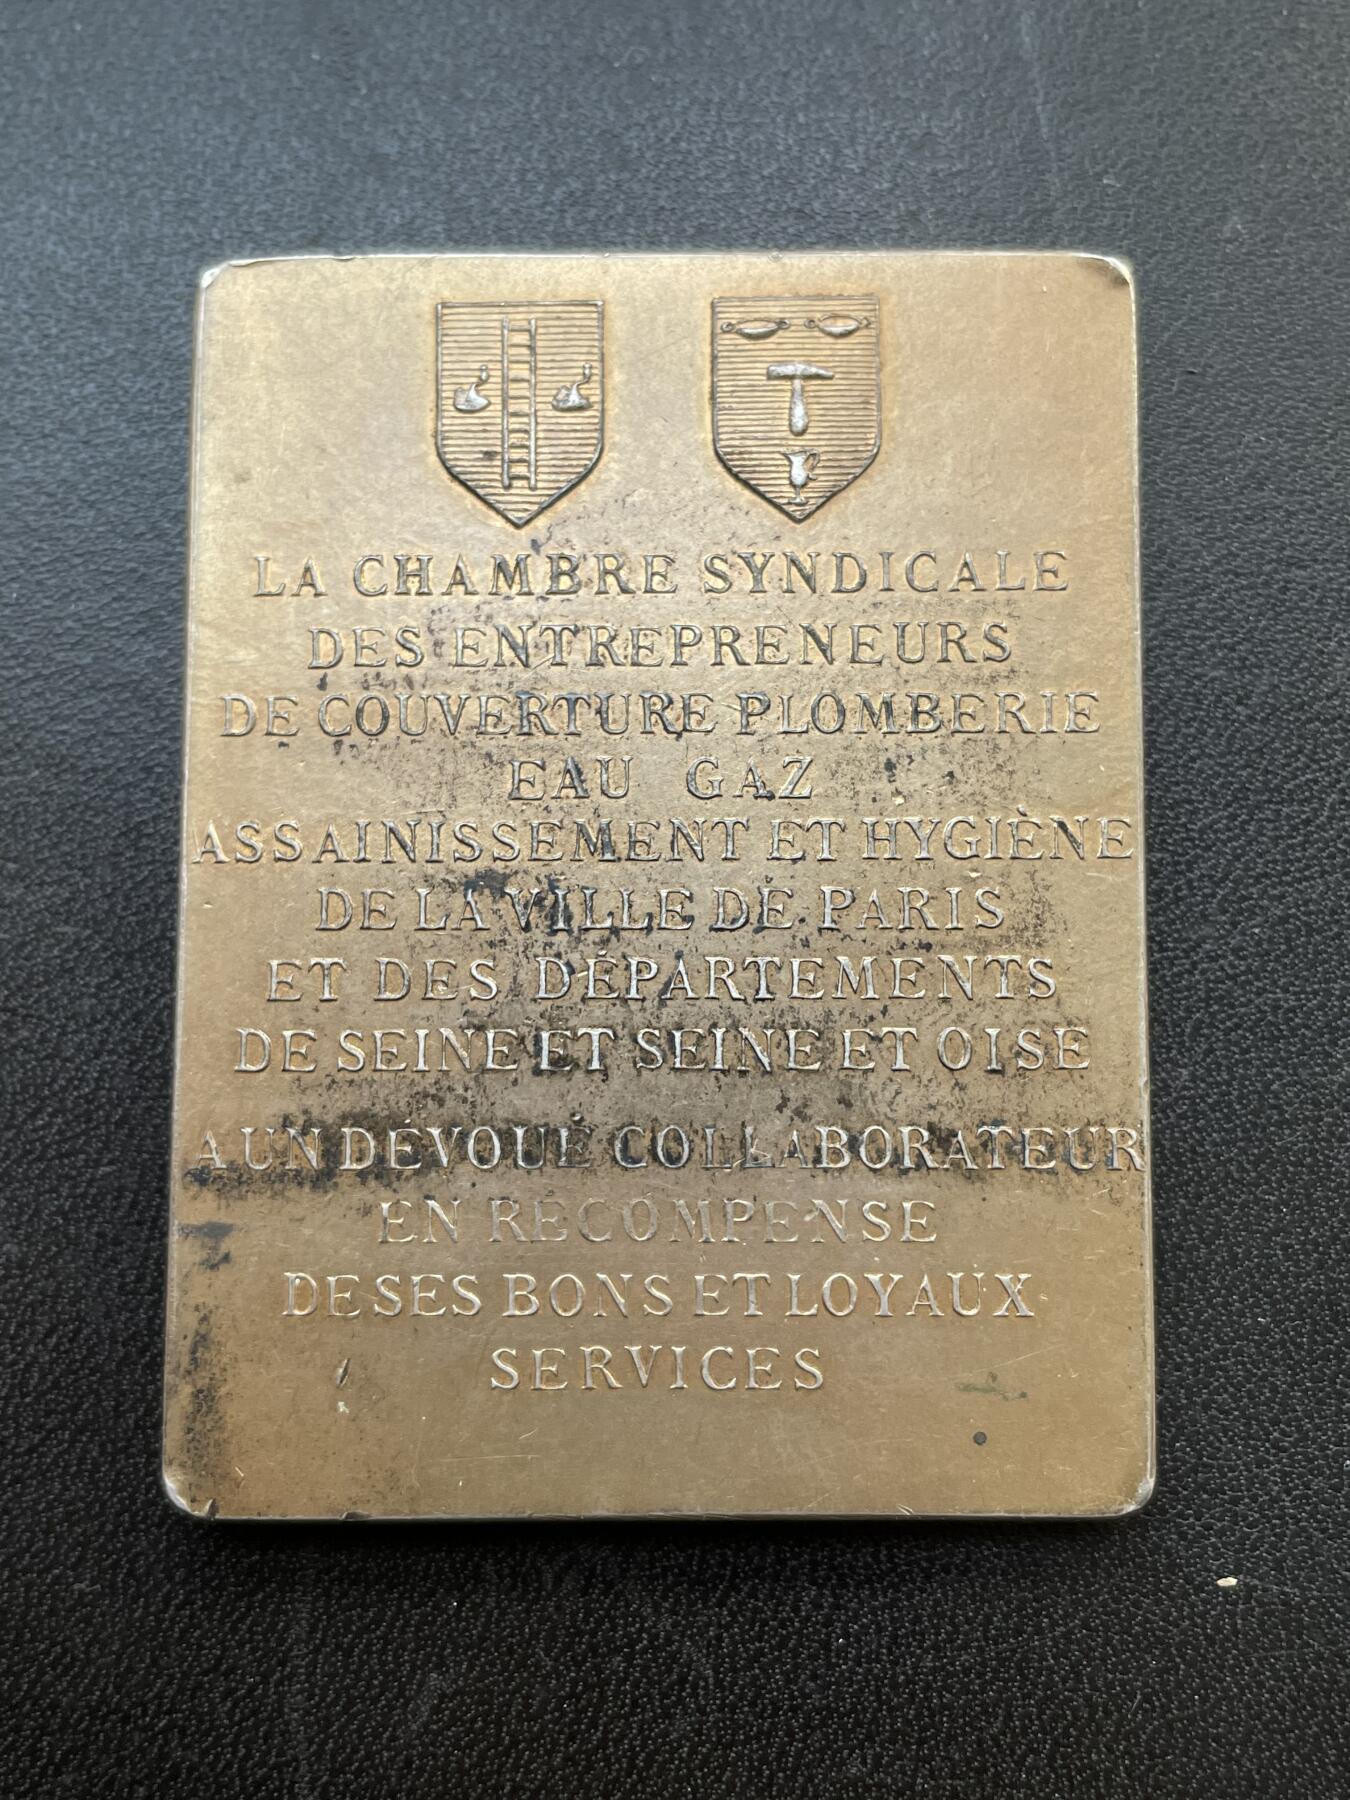 LA CHAMBRE SYNDICALE
DES ENTREPRENEURS
DE COUVERTURE PLOMBERIE
EAU GAZ
ASSAINISSEMENT ET HYGIÈNE
DE LA VILLE DE PARIS
ET DES DÉPARTEMENTS
DE SEINE ET SEINE ET OISE
A UN DÉVOUÉ COLLABORATEUR
EN RÉCOMPENSE
DE SES BONS ET LOYAUX
SERVICES